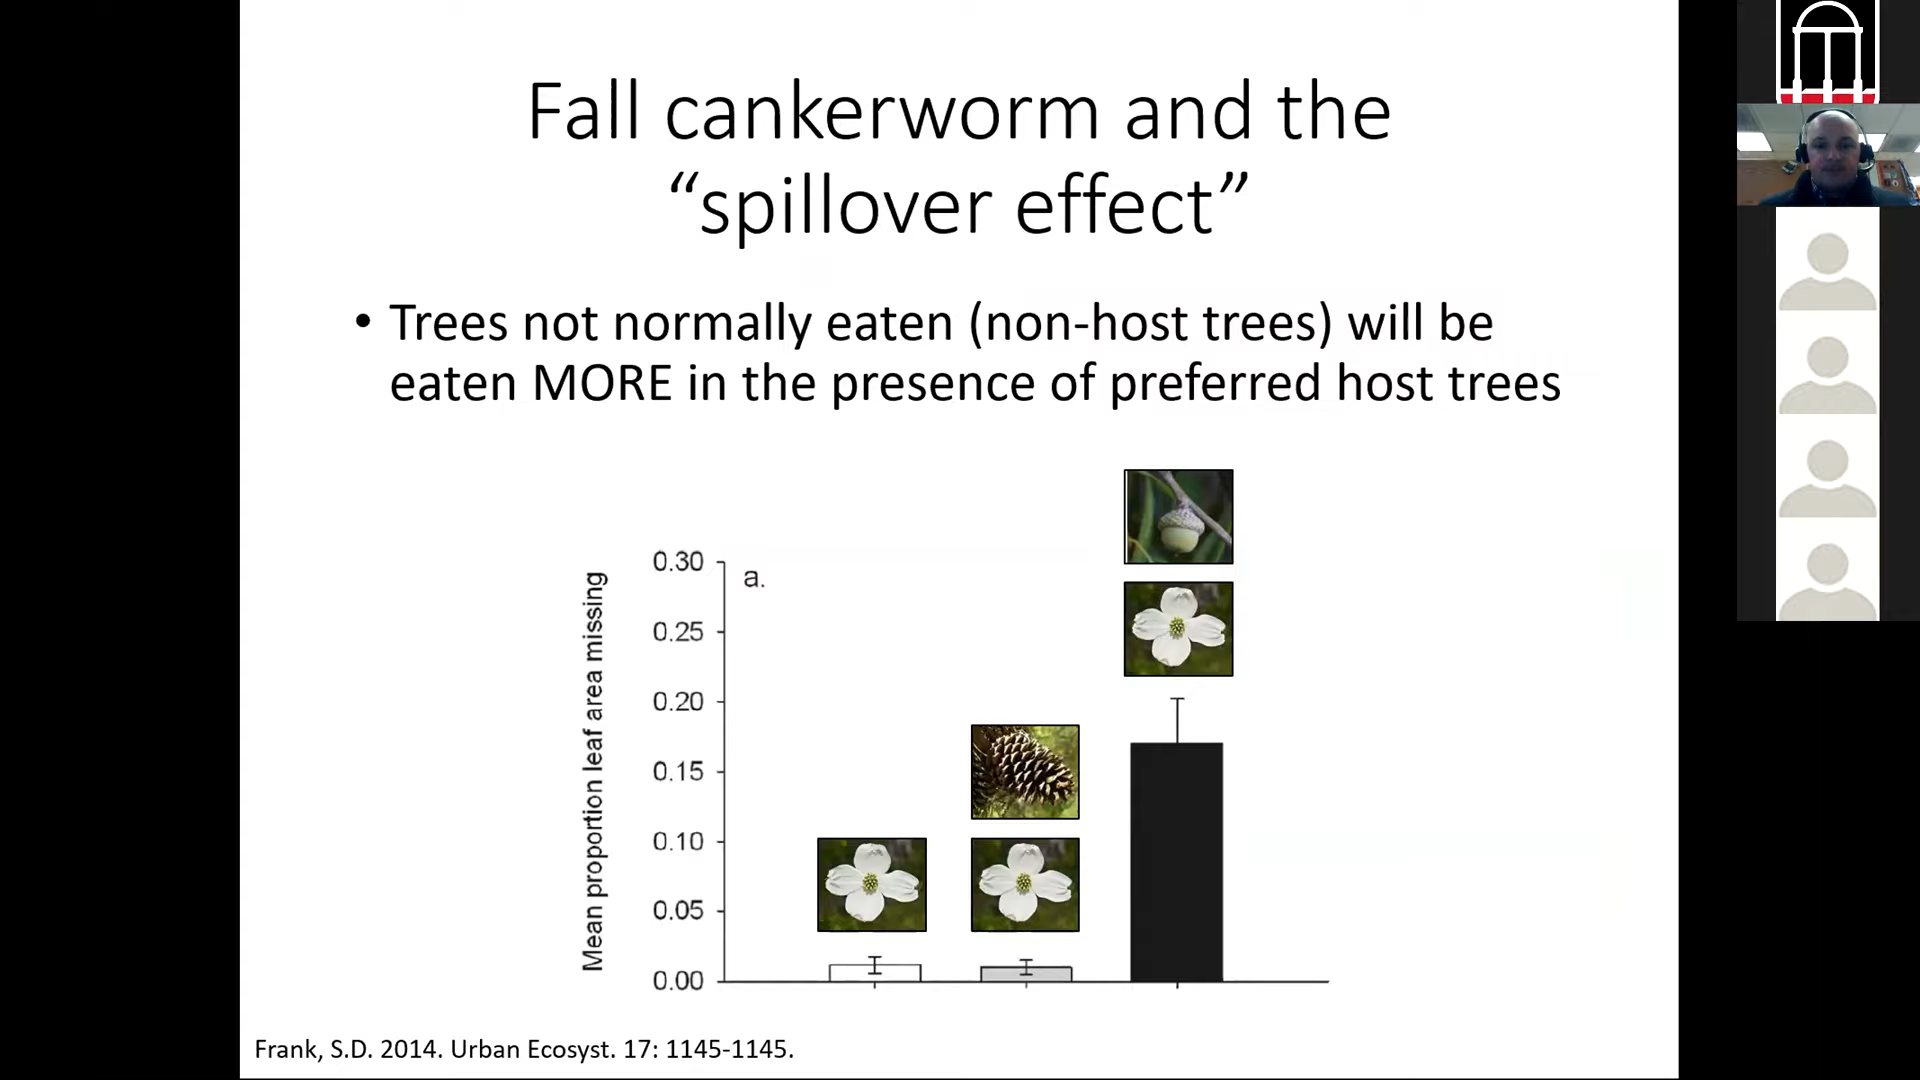 Fall cankerworm and the
“spillover effect”
• Trees not normally eaten (non-host trees) will be
eaten MORE in the presence of preferred host trees
Mean proportion leaf area missing
0.30
0.25
0.20
0.15
0.10
0.05
0.00
a.
Frank, S.D. 2014. Urban Ecosyst. 17: 1145-1145.